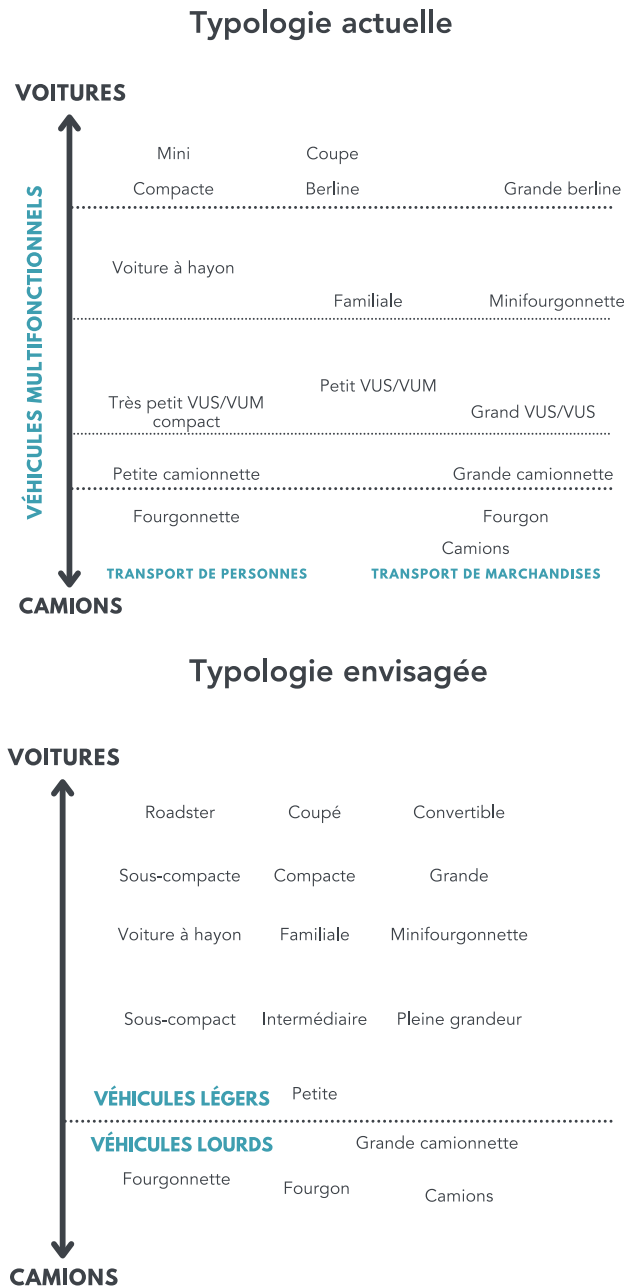 Typologie actuelle
VOITURES
Mini Coupe
Compacte Berline Grande berline
VÉHICULES MULTIFONCTIONNELS
Voiture à hayon
Familiale Minifourgonnette
Petit VUS/VUM
Très petit VUS/VUM
compact
Grand VUS/VUS
Petite camionnette Grande camionnette
Fourgonnette Fourgon
Camions
TRANSPORT DE PERSONNES TRANSPORT DE MARCHANDISES
CAMIONS
Typologie envisagée
VOITURES
Roadster Coupé Convertible
Sous-compacte Compacte Grande
Voiture à hayon Familiale Minifourgonnette
Sous-compact Intermédiaire Pleine grandeur
VÉHICULES LÉGERS Petite
VÉHICULES LOURDS Grande camionnette
Fourgonnette Fourgon Camions
CAMIONS